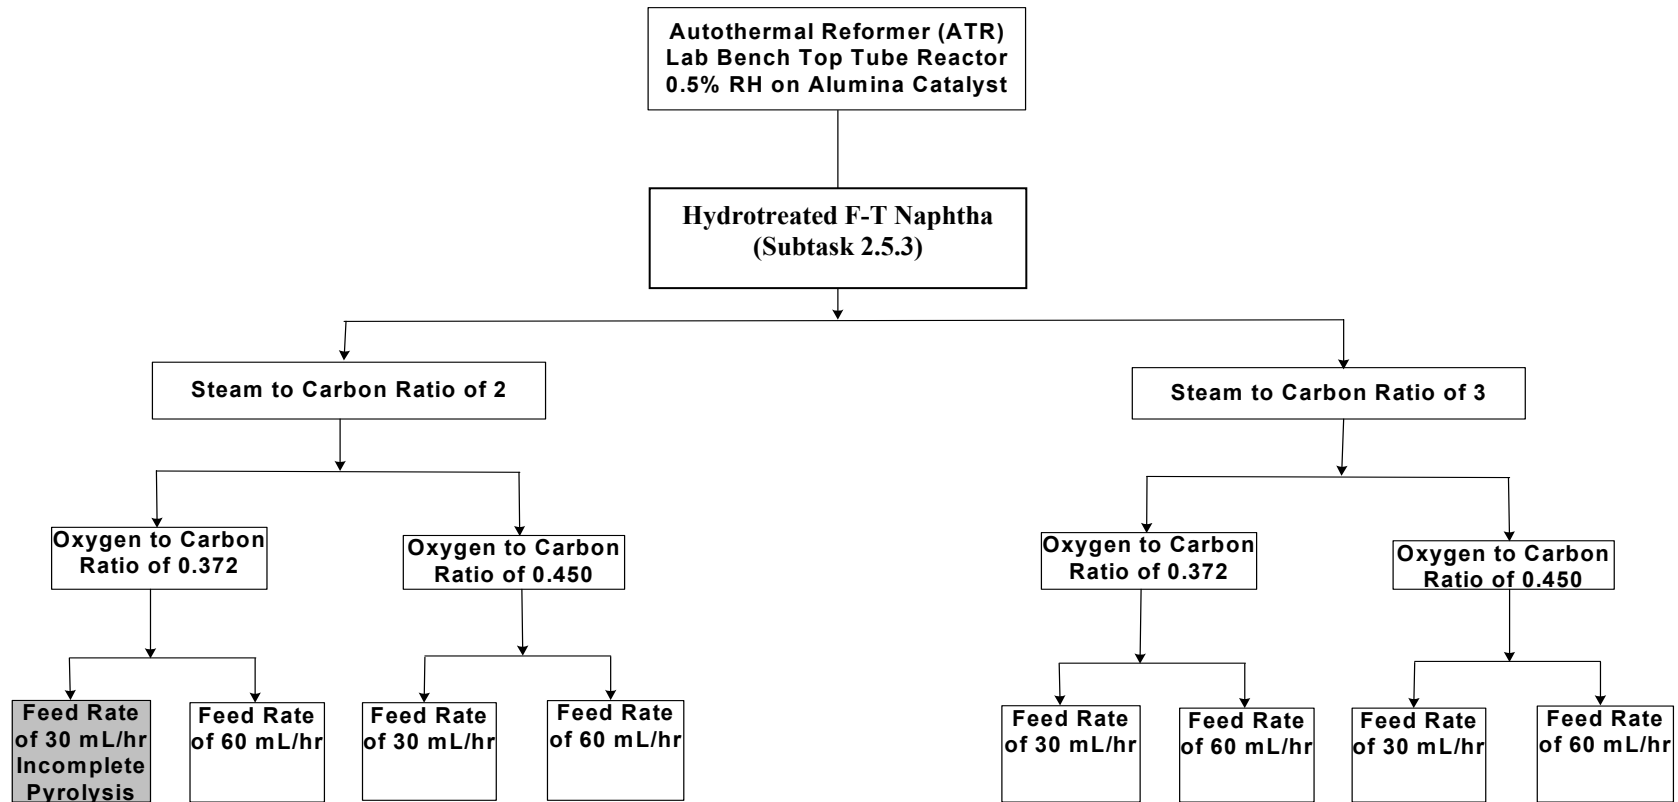 Autothermal Reformer (ATR)
Lab Bench Top Tube Reactor
0.5% RH on Alumina Catalyst
Hydrotreated F-T Naphtha
(Subtask 2.5.3)
Steam to Carbon Ratio of 2
Steam to Carbon Ratio of 3
Oxygen to Carbon
Ratio of 0.372
Oxygen to Carbon
Ratio of 0.450
Oxygen to Carbon
Ratio of 0.372
Oxygen to Carbon
Ratio of 0.450
Feed Rate
of 30 mL/hr
Incomplete
Pyrolysis
Feed Rate
of 60 mL/hr
Feed Rate
of 30 mL/hr
Feed Rate
of 60 mL/hr
Feed Rate
of 30 mL/hr
Feed Rate
of 60 mL/hr
Feed Rate
of 30 mL/hr
Feed Rate
of 60 mL/hr